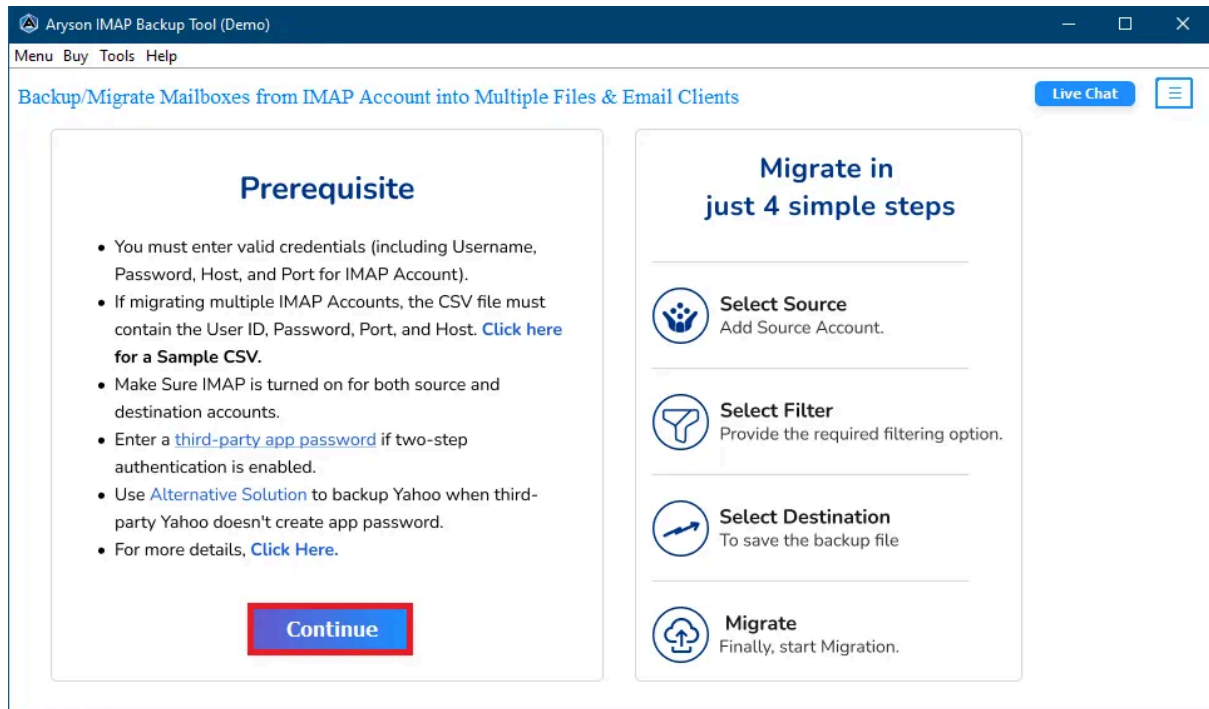 Aryson IMAP Backup Tool (Demo)
Menu Buy Tools Help
Backup/Migrate Mailboxes from IMAP Account into Multiple Files & Email Clients
Live Chat
Prerequisite
• You must enter valid credentials (including Username,
Password, Host, and Port for IMAP Account).
• If migrating multiple IMAP Accounts, the CSV file must
contain the User ID, Password, Port, and Host. Click here
for a Sample CSV.
• Make Sure IMAP is turned on for both source and
destination accounts.
• Enter a third-party app password if two-step
authentication is enabled.
• Use Alternative Solution to backup Yahoo when third-
party Yahoo doesn't create app password.
• For more details, Click Here.
Continue
Migrate in
just 4 simple steps
Select Source
Add Source Account.
Select Filter
Provide the required filtering option.
Select Destination
To save the backup file
Migrate
Finally, start Migration.